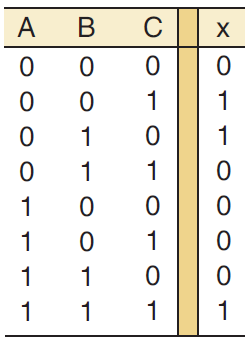 A B C x
0 0 0 0
0 0 1 1
0 1 0 1
0 1 1 0
1 0 0 0
1 0 1 0
1 1 0 0
1 1 1 1